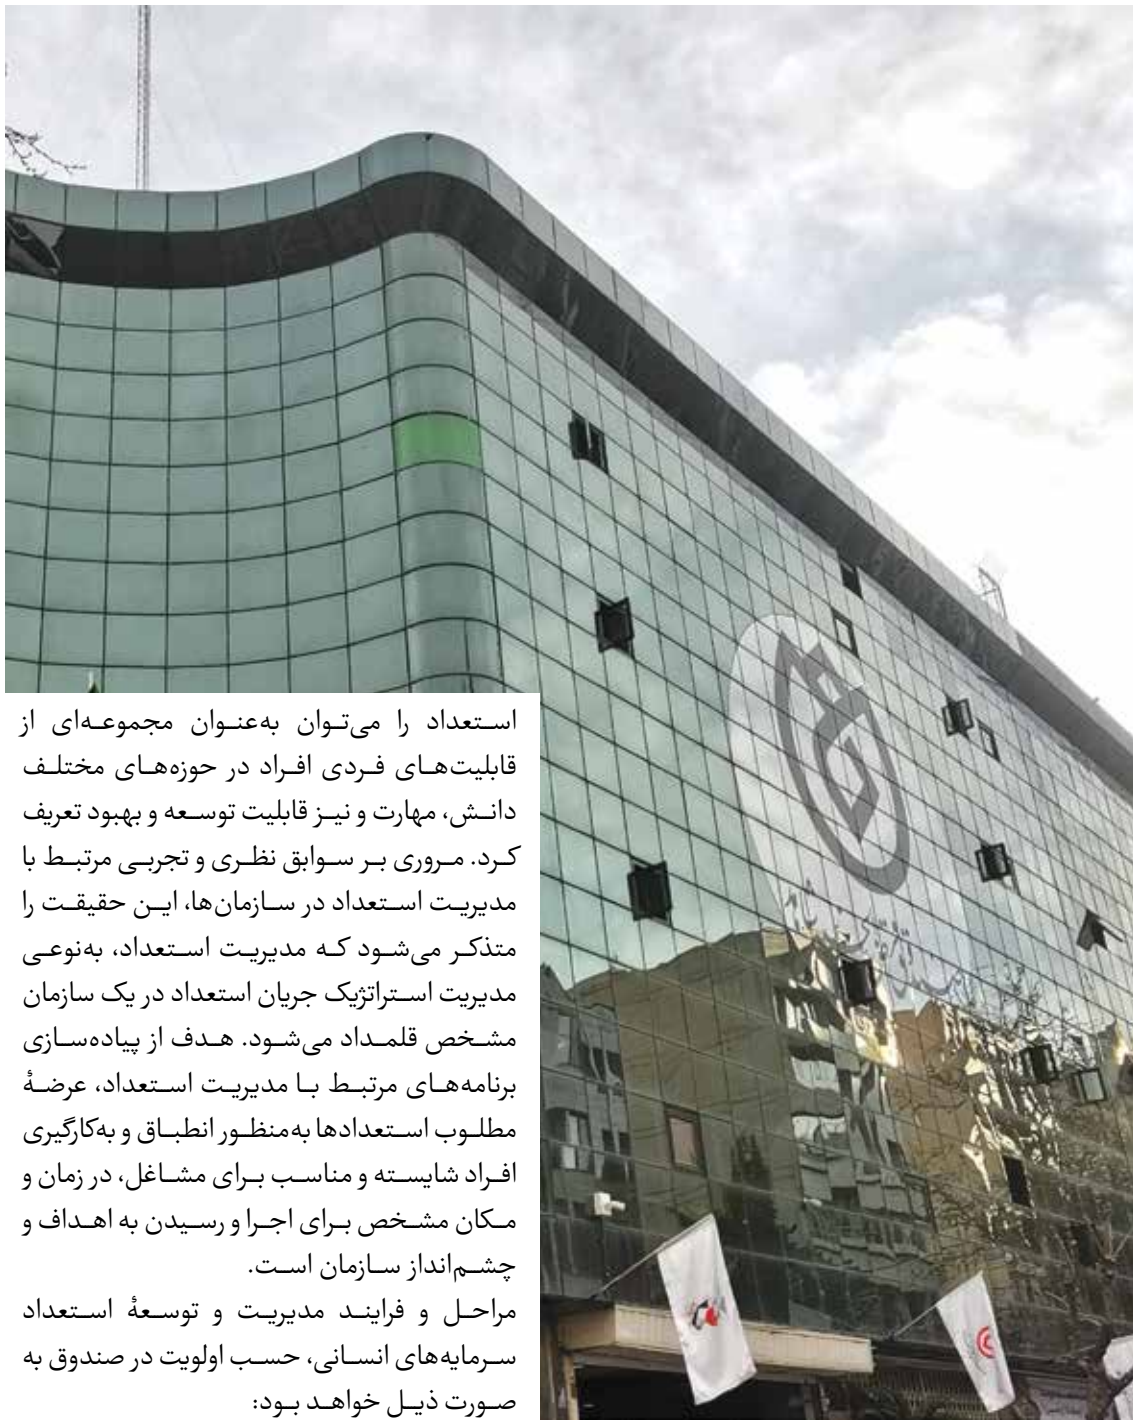 استعداد را می‌توان به‌عنوان مجموعه‌ای از
قابلیت‌های فردی افراد در حوزه‌های مختلف
دانش، مهارت و نیز قابلیت توسعه و بهبود تعریف
کرد. مروری بر سوابق نظری و تجربی مرتبط با
مدیریت استعداد در سازمان‌ها، این حقیقت را
متذکر می‌شود که مدیریت استعداد، به‌نوعی
مدیریت استراتژیک جریان استعداد در یک سازمان
مشخص قلمداد می‌شود. هدف از پیاده‌سازی
برنامه‌های مرتبط با مدیریت استعداد، عرضهٔ
مطلوب استعدادها به‌منظور انطباق و به‌کارگیری
افراد شایسته و مناسب برای مشاغل، در زمان و
مکان مشخص برای اجرا و رسیدن به اهداف و
چشم‌انداز سازمان است.
مراحل و فرایند مدیریت و توسعهٔ استعداد
سرمایه‌های انسانی، حسب اولویت در صندوق به
صورت ذیل خواهد بود: